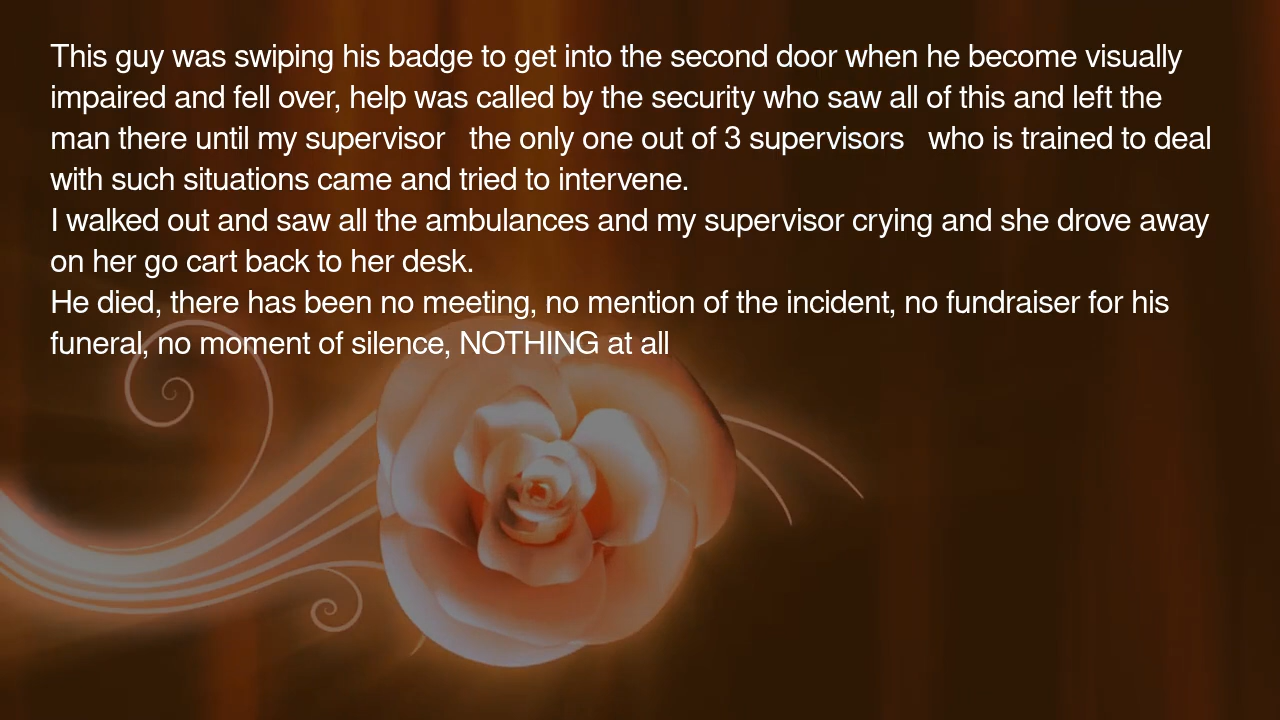 This guy was swiping his badge to get into the second door when he become visually
impaired and fell over, help was called by the security who saw all of this and left the
man there until my supervisor   the only one out of 3 supervisors   who is trained to deal
with such situations came and tried to intervene.
I walked out and saw all the ambulances and my supervisor crying and she drove away
on her go cart back to her desk.
He died, there has been no meeting, no mention of the incident, no fundraiser for his
funeral, no moment of silence, NOTHING at all